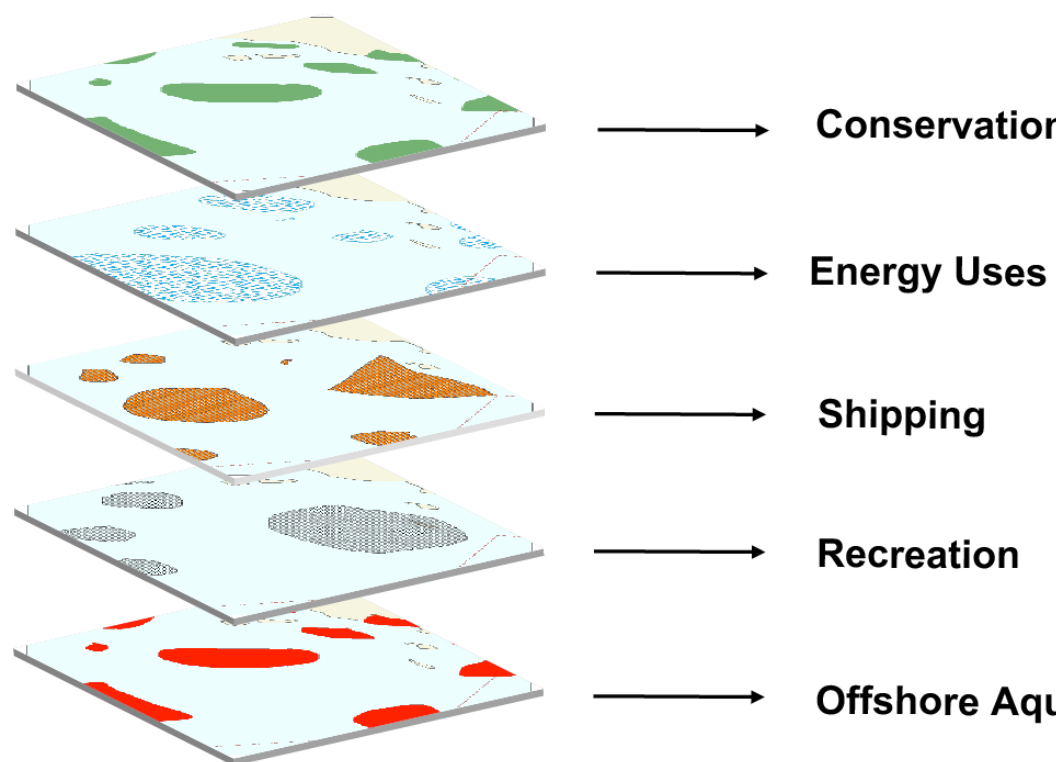 Conservation
Energy Uses
Shipping
Recreation
Offshore Aqu